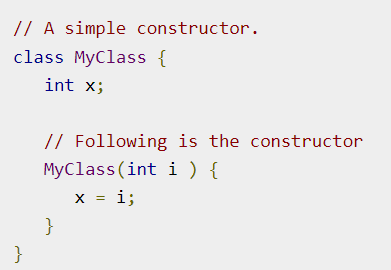 // A simple constructor.
class MyClass {
   int x;

   // Following is the constructor
   MyClass(int i ) {
      x = i;
   }
}